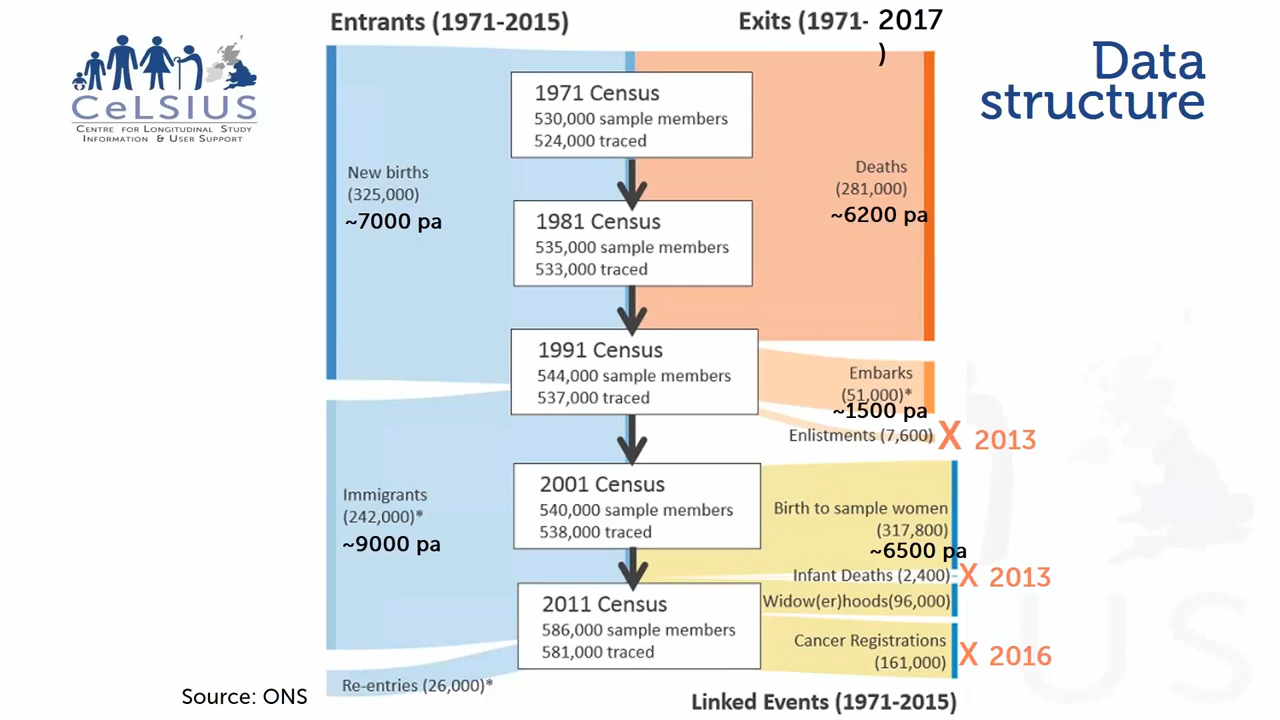 Entrants (1971-2015)
Exits (1971- 2017
)
Data
structure
CeLSIUS
Centre for Longitudinal Study
Information & User Support
1971 Census
530,000 sample members
524,000 traced
New births
(325,000)
~7000 pa
Deaths
(281,000)
~6200 pa
1981 Census
535,000 sample members
533,000 traced
1991 Census
544,000 sample members
537,000 traced
Embarks
(51,000)*
~1500 pa
Enlistments (7,600)
X 2013
Immigrants
(242,000)*
~9000 pa
2001 Census
540,000 sample members
538,000 traced
Birth to sample women
(317,800)
~6500 pa
Infant Deaths (2,400)
X 2013
Widow(er)hoods(96,000)
2011 Census
586,000 sample members
581,000 traced
Cancer Registrations
(161,000)
X 2016
Re-entries (26,000)*
Source: ONS
Linked Events (1971-2015)
US